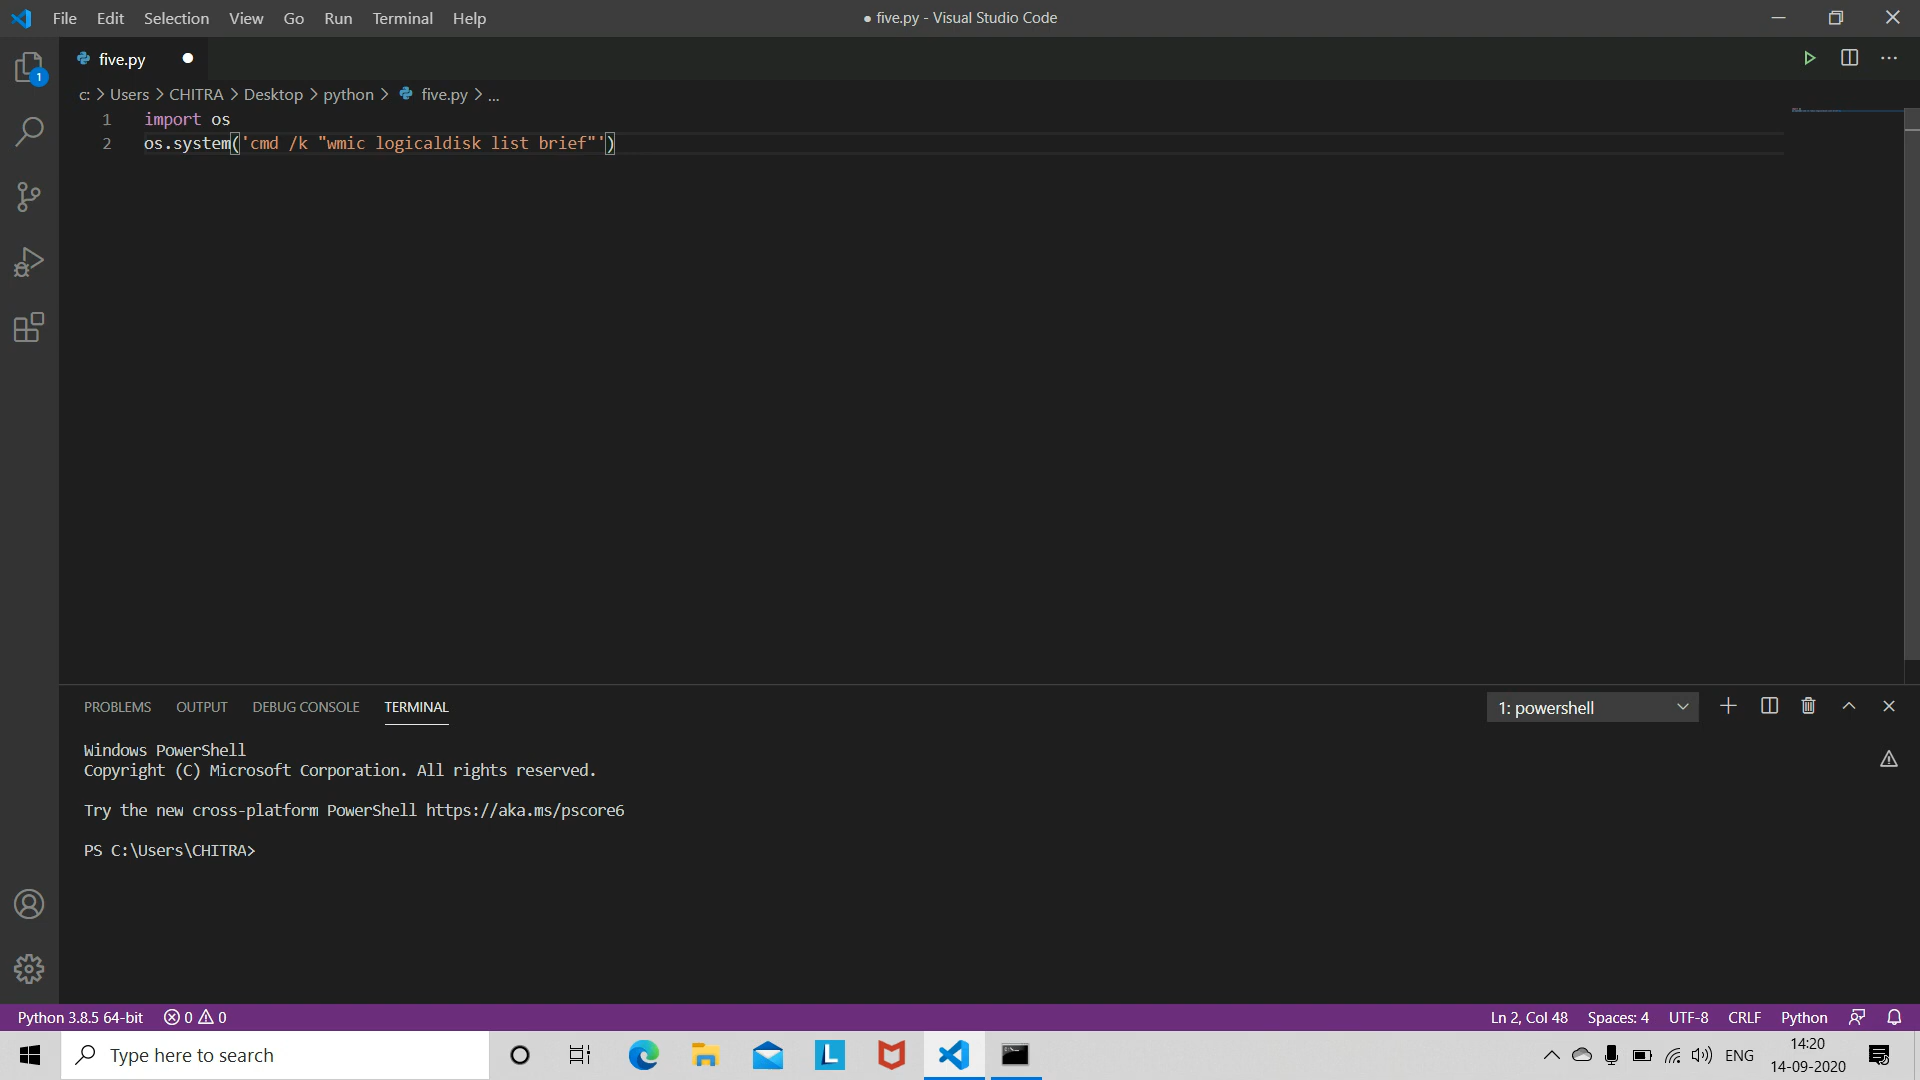 File Edit Selection View Go Run Terminal Help
● five.py - Visual Studio Code
1
five.py ●
c: > Users > CHITRA > Desktop > python > five.py > ...
1 import os
2 os.system('cmd /k "wmic logicaldisk list brief"')
PROBLEMS OUTPUT DEBUG CONSOLE TERMINAL
1: powershell
Windows PowerShell
Copyright (C) Microsoft Corporation. All rights reserved.
Try the new cross-platform PowerShell https://aka.ms/pscore6
PS C:\Users\CHITRA>
Python 3.8.5 64-bit 0 0
Ln 2, Col 48 Spaces: 4 UTF-8 CRLF Python
Type here to search
L
ENG
14:20
14-09-2020